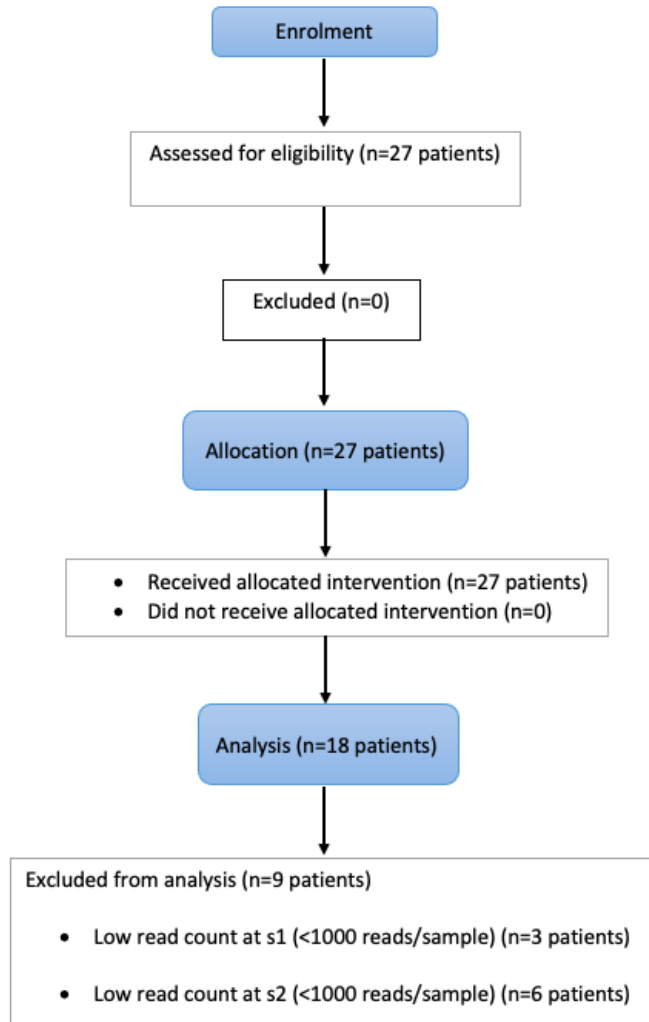 Enrolment
Assessed for eligibility (n=27 patients)
Excluded (n=0)
Allocation (n=27 patients)
• Received allocated intervention (n=27 patients)
• Did not receive allocated intervention (n=0)
Analysis (n=18 patients)
Excluded from analysis (n=9 patients)
• Low read count at s1 (<1000 reads/sample) (n=3 patients)
• Low read count at s2 (<1000 reads/sample) (n=6 patients)